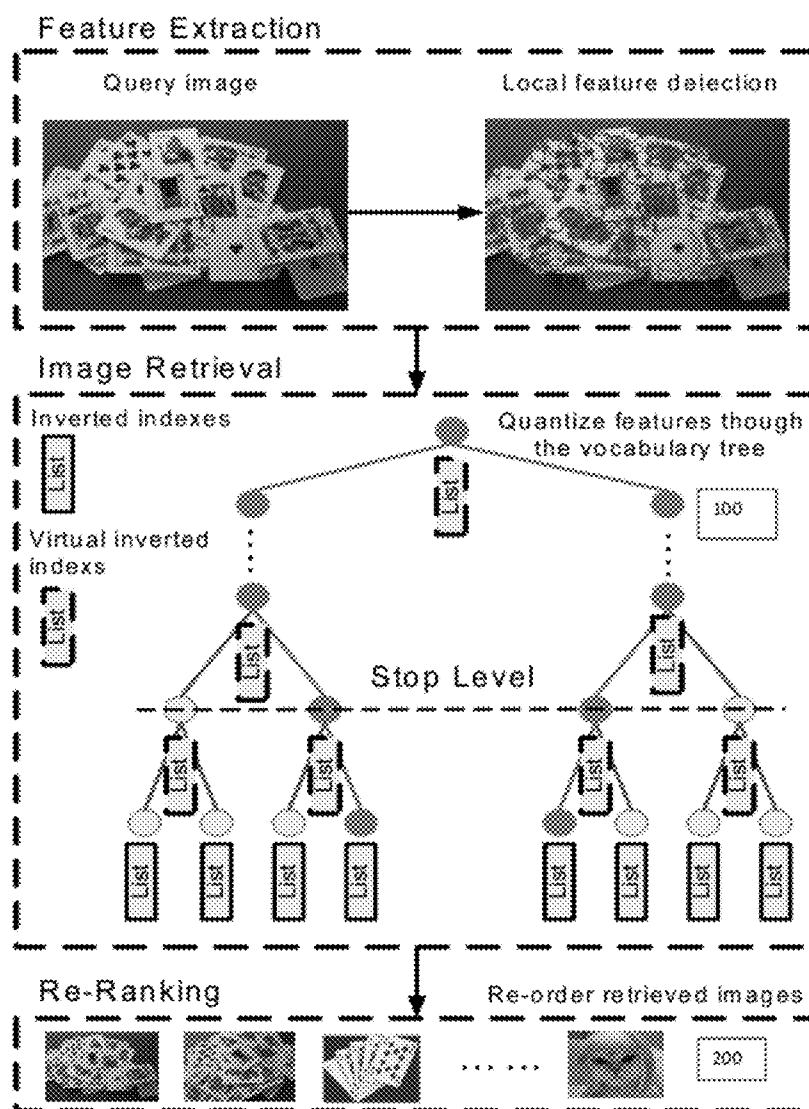 Feature Extraction
Query image
Local feature detection
Image Retrieval
Inverted indexes
List
Quantize features though
the vocabulary tree
List
100
Virtual inverted
indexs
List
List
List
Stop Level
List
List
List
List
List
List
List
List
List
List
List
List
Re-Ranking
Re-order retrieved images
200